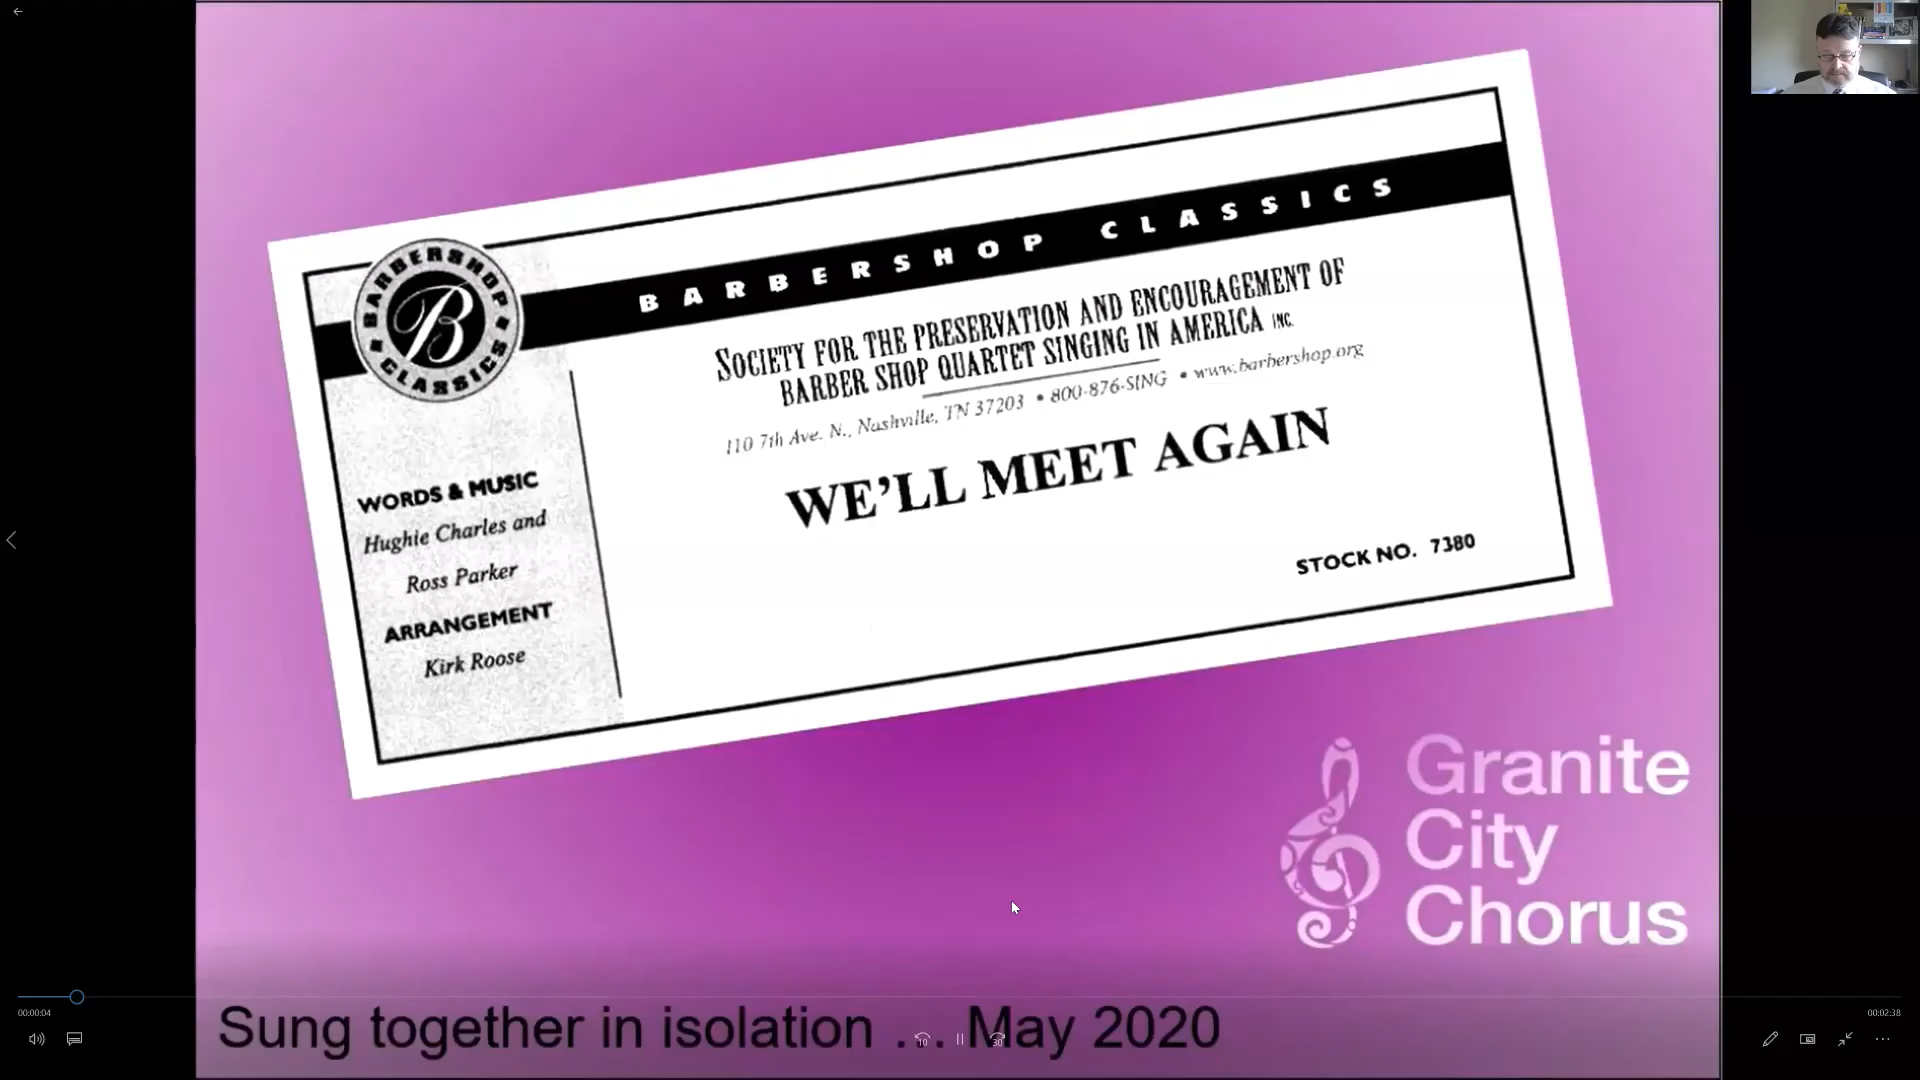 BARBERSHOP CLASSICS
BARBERSHOP
B
CLASSICS
SOCIETY FOR THE PRESERVATION AND ENCOURAGEMENT OF
BARBER SHOP QUARTET SINGING IN AMERICA INC.
110 7th Ave. N., Nashville, TN 37203 • 800-876-SING • www.barbershop.org
WE'LL MEET AGAIN
WORDS & MUSIC
Hughie Charles and
Ross Parker
ARRANGEMENT
Kirk Roose
STOCK NO. 7380
Granite
City
Chorus
00:00:04
00:02:38
Sung together in isolation ... May 2020
10
30